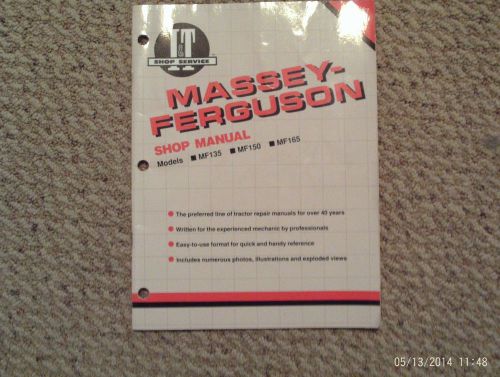 I&T
SHOP SERVICE
MASSEY-
FERGUSON
SHOP MANUAL
Models ■ MF135 ■ MF150 ■ MF165
● The preferred line of tractor repair manuals for over 40 years
● Written for the experienced mechanic by professionals
● Easy-to-use format for quick and handy reference
● Includes numerous photos, illustrations and exploded views
05/13/2014 11:48